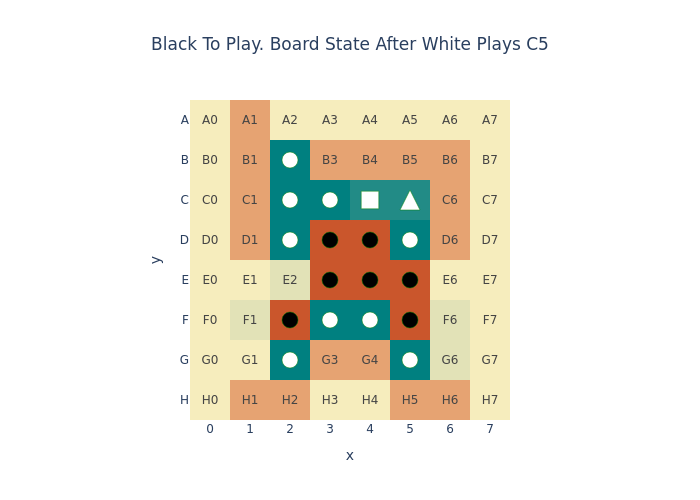 Black To Play. Board State After White Plays C5
A A0 A1 A2 A3 A4 A5 A6 A7
B B0 B1 B3 B4 B5 B6 B7
C C0 C1 C6 C7
D D0 D1 D6 D7
E E0 E1 E2 E6 E7
F F0 F1 F6 F7
G G0 G1 G3 G4 G6 G7
H H0 H1 H2 H3 H4 H5 H6 H7
0 1 2 3 4 5 6 7
x
y